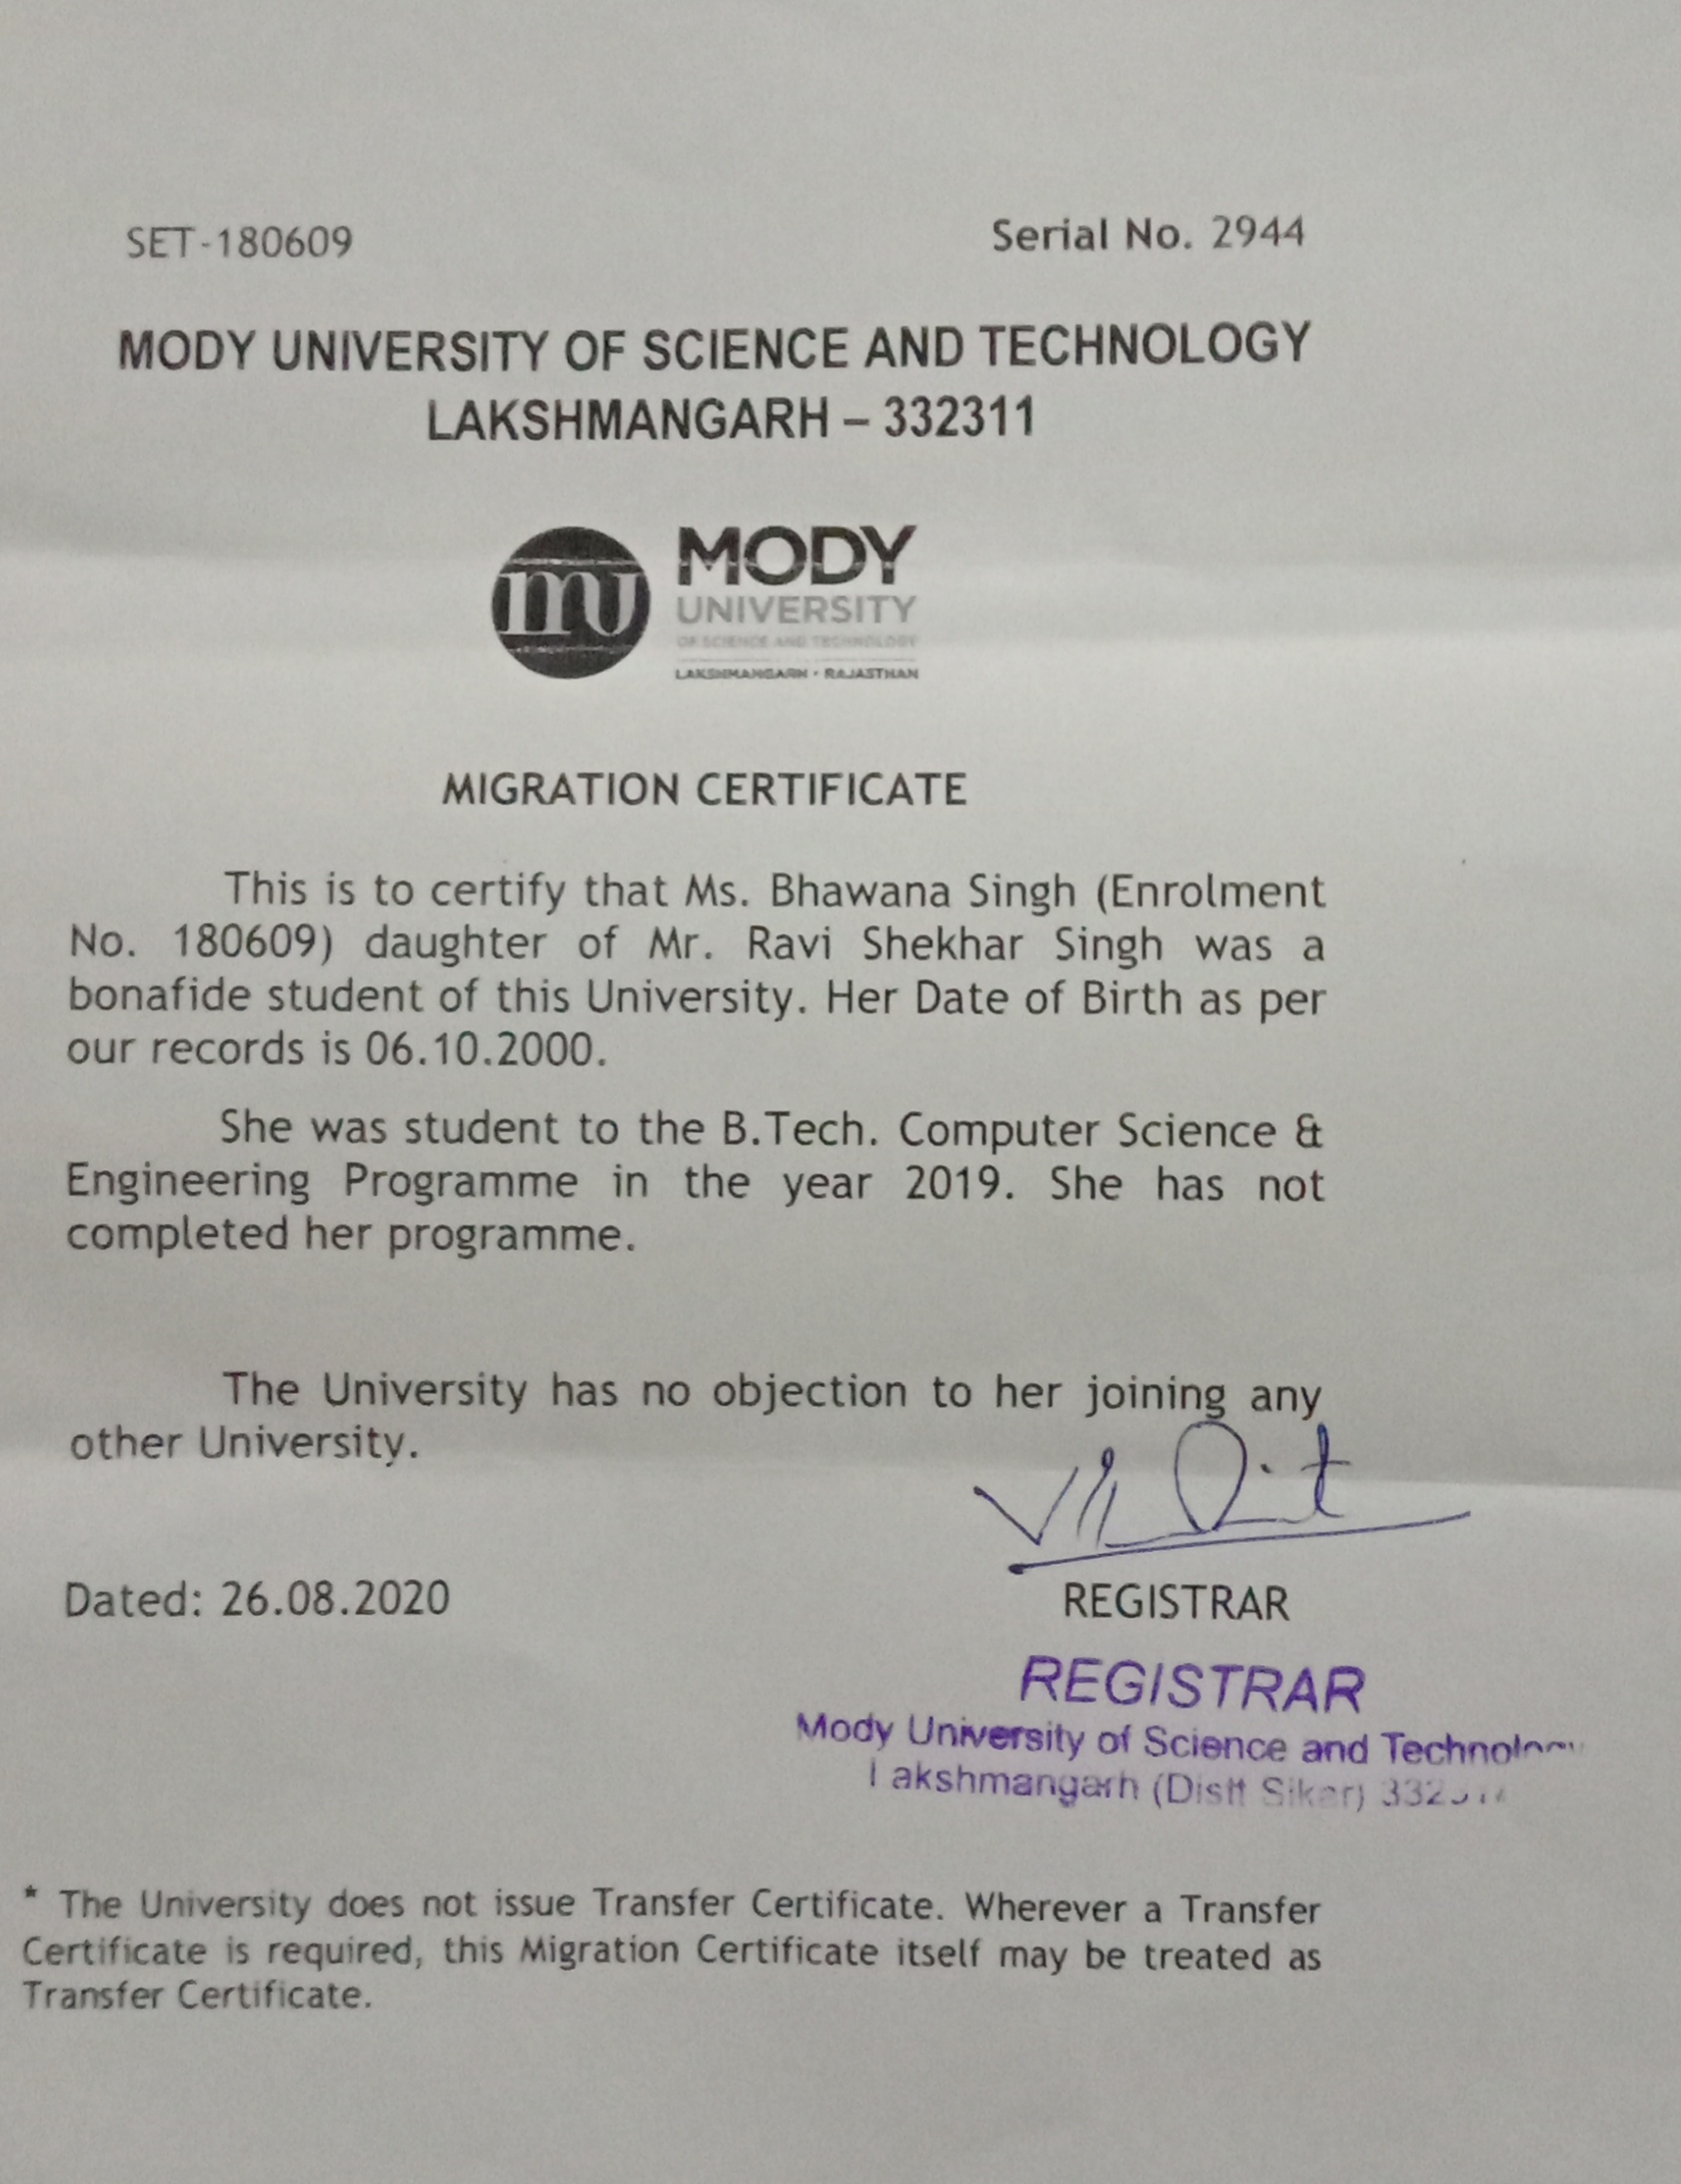 SET-180609 Serial No. 2944
MODY UNIVERSITY OF SCIENCE AND TECHNOLOGY
LAKSHMANGARH – 332311
mu MODY
UNIVERSITY
OF SCIENCE AND TECHNOLOGY
LAKSHMANGARH • RAJASTHAN
MIGRATION CERTIFICATE
This is to certify that Ms. Bhawana Singh (Enrolment
No. 180609) daughter of Mr. Ravi Shekhar Singh was a
bonafide student of this University. Her Date of Birth as per
our records is 06.10.2000.
She was student to the B.Tech. Computer Science &
Engineering Programme in the year 2019. She has not
completed her programme.
The University has no objection to her joining any
other University.
Dated: 26.08.2020 REGISTRAR
REGISTRAR
Mody University of Science and Technology
Lakshmangarh (Distt Sikar)
* The University does not issue Transfer Certificate. Wherever a Transfer
Certificate is required, this Migration Certificate itself may be treated as
Transfer Certificate.